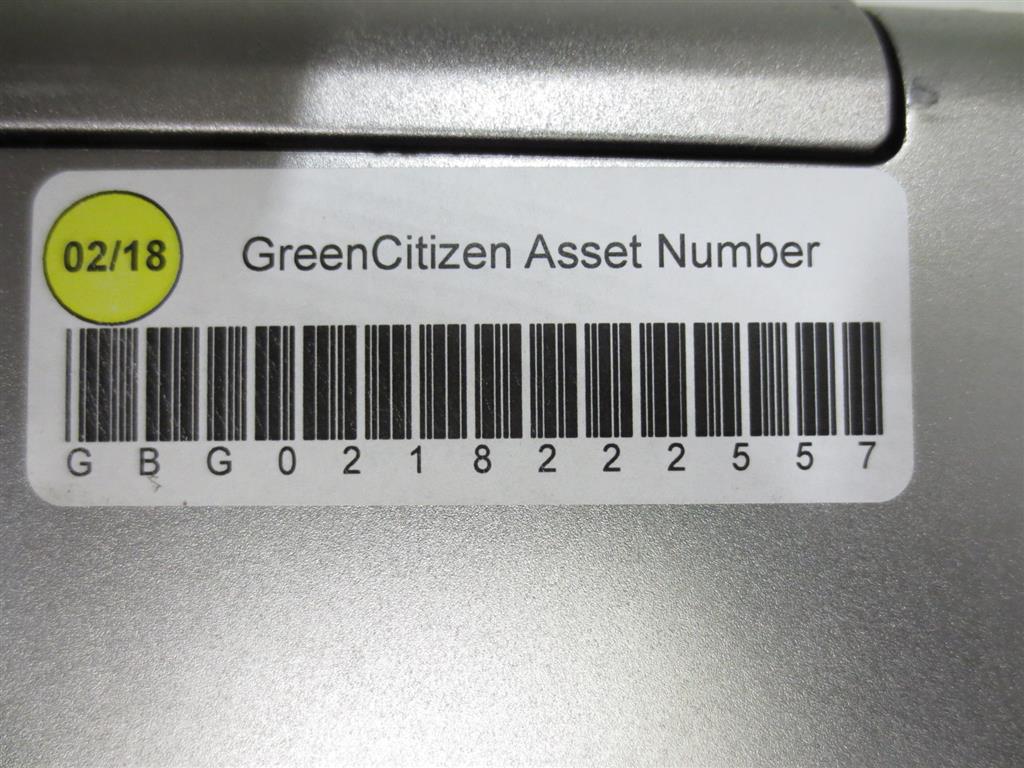 02/18
GreenCitizen Asset Number
G B G 0 2 1 8 2 2 2 5 5 7